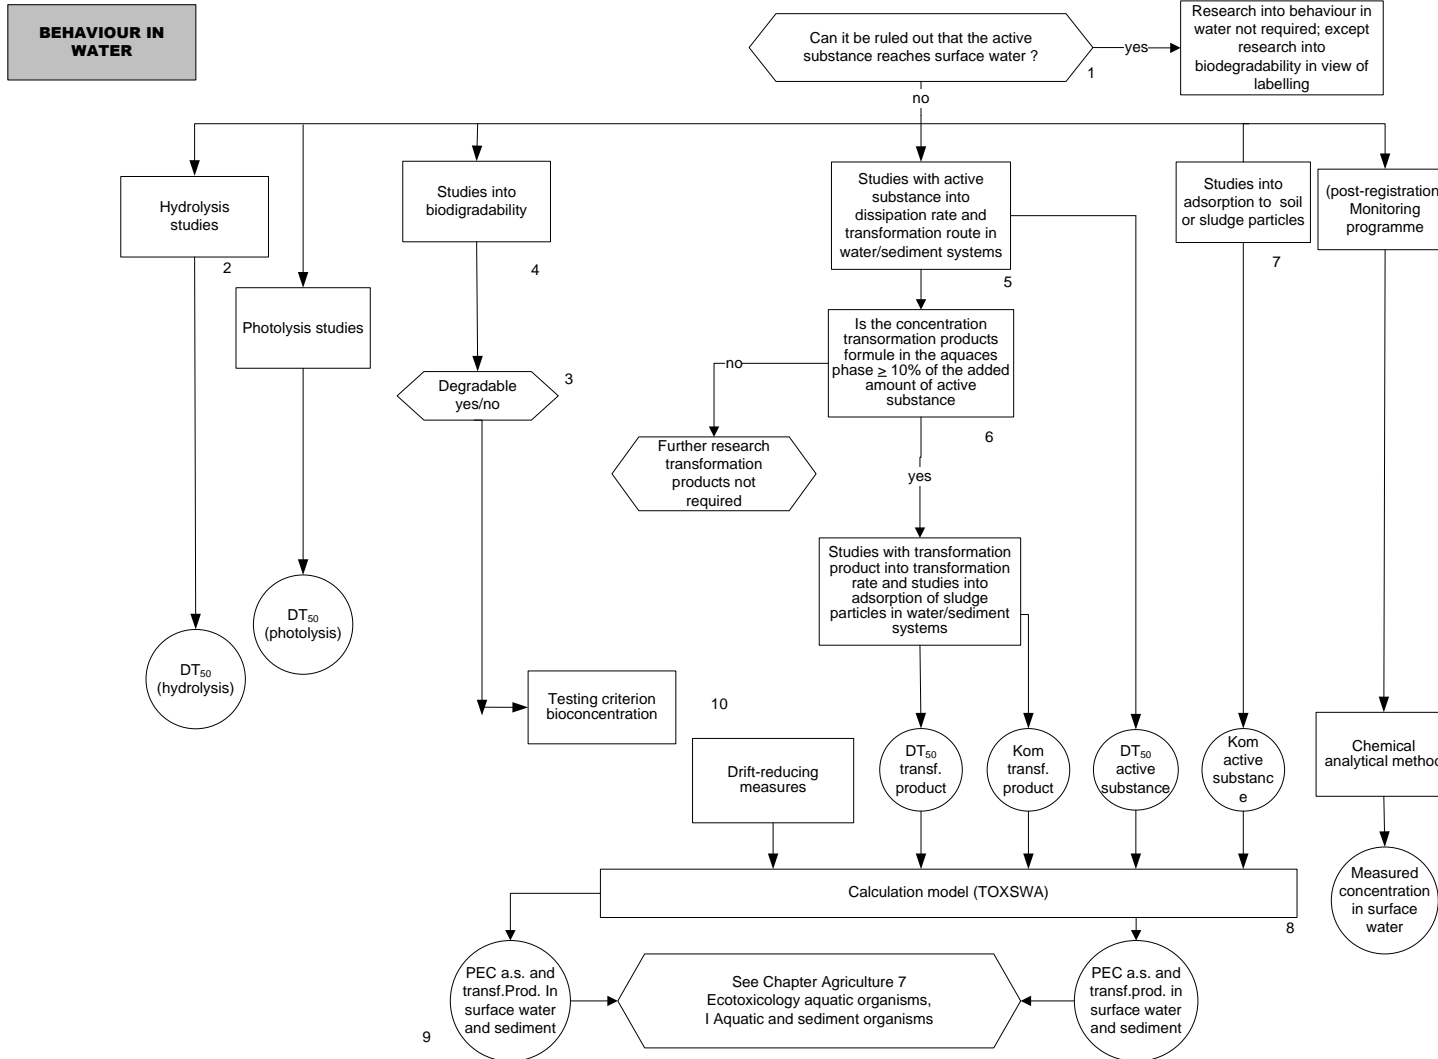 BEHAVIOUR IN
WATER
Can it be ruled out that the active
substance reaches surface water ?
1
yes
Research into behaviour in
water not required; except
research into
biodegradability in view of
labelling
no
Hydrolysis
studies
2
Photolysis studies
Studies into
biodigradability
4
Studies with active
substance into
dissipation rate and
transformation route in
water/sediment systems
5
Studies into
adsorption to soil
or sludge particles
7
(post-registration
Monitoring
programme
Degradable
yes/no
3
Is the concentration
transormation products
formule in the aquaces
phase ≥ 10% of the added
amount of active
substance
6
no
Further research
transformation
products not
required
yes
Studies with transformation
product into transformation
rate and studies into
adsorption of sludge
particles in water/sediment
systems
DT₅₀
(photolysis)
DT₅₀
(hydrolysis)
Testing criterion
bioconcentration
10
Drift-reducing
measures
DT₅₀
transf.
product
Kom
transf.
product
DT₅₀
active
substance
Kom
active
substanc
e
Chemical
analytical method
Calculation model (TOXSWA)
8
Measured
concentration
in surface
water
PEC a.s. and
transf.Prod. In
surface water
and sediment
9
See Chapter Agriculture 7
Ecotoxicology aquatic organisms,
I Aquatic and sediment organisms
PEC a.s. and
transf.prod. in
surface water
and sediment